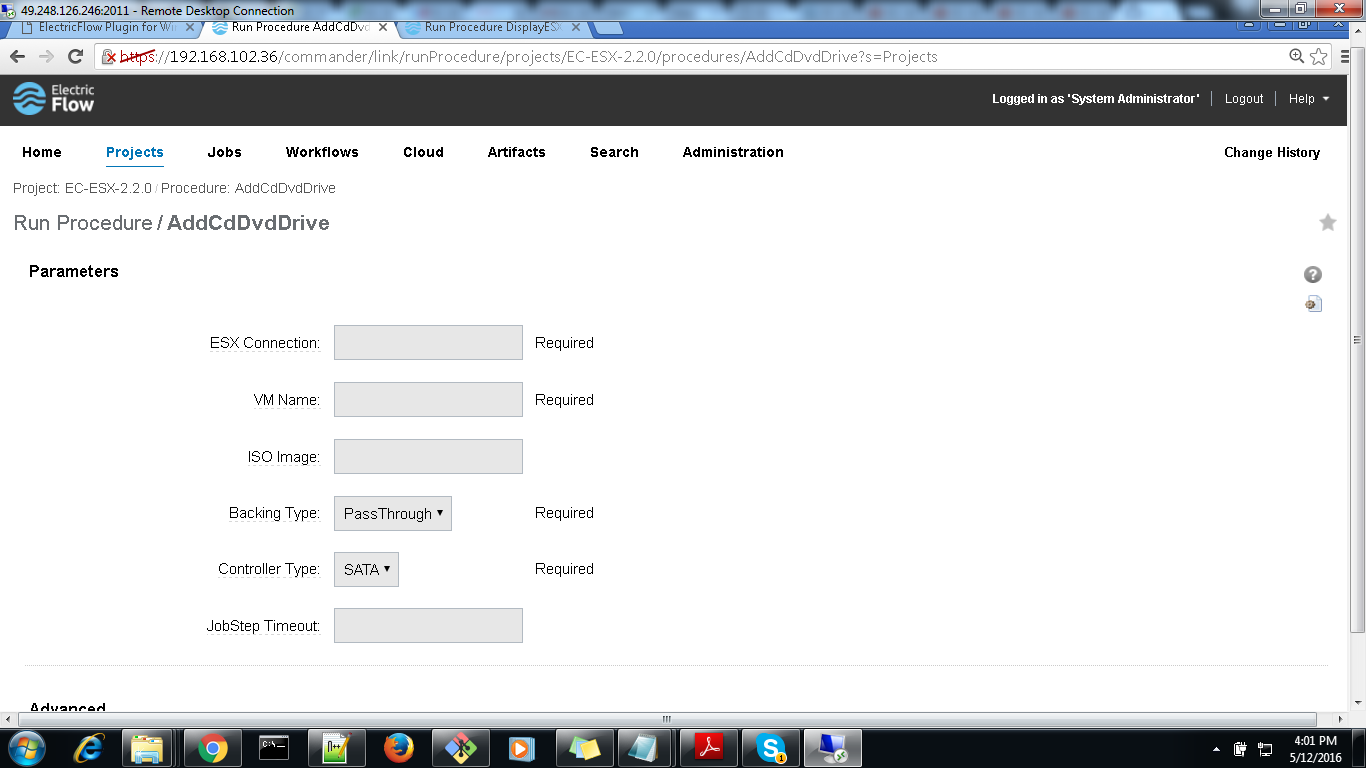 49.248.126.246:2011 - Remote Desktop Connection
ElectricFlow Plugin for Wi
Run Procedure AddCdDvd
Run Procedure DisplayES
https://192.168.102.36/commander/link/runProcedure/projects/EC-ESX-2.2.0/procedures/AddCdDvdDrive?s=Projects
Electric
Flow
Logged in as 'System Administrator' Logout Help
Home Projects Jobs Workflows Cloud Artifacts Search Administration Change History
Project: EC-ESX-2.2.0 / Procedure: AddCdDvdDrive
Run Procedure / AddCdDvdDrive
Parameters
ESX Connection: Required
VM Name: Required
ISO Image:
Backing Type: PassThrough Required
Controller Type: SATA Required
JobStep Timeout:
Advanced
4:01 PM
5/12/2016